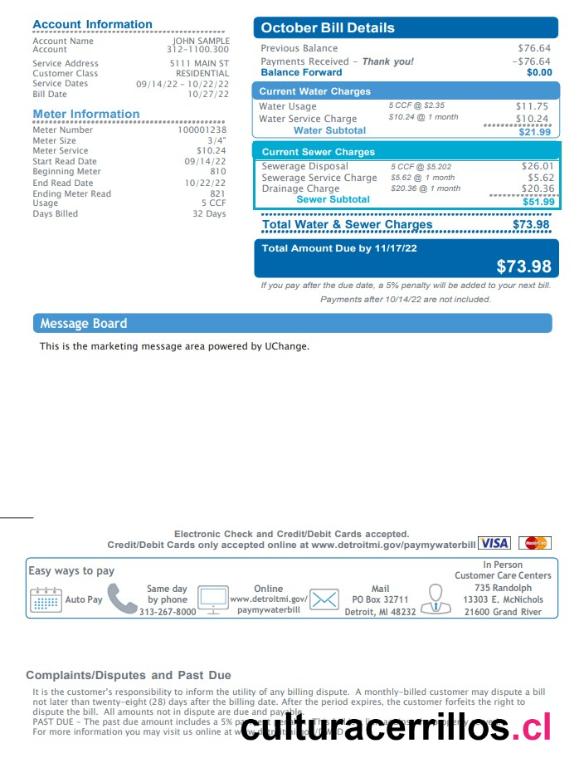 Account Information
Account Name JOHN SAMPLE
Account 312-1100.300
Service Address 5111 MAIN ST
Customer Class RESIDENTIAL
Service Dates 09/14/22 - 10/22/22
Bill Date 10/27/22
Meter Information
Meter Number 100001238
Meter Size 3/4"
Meter Service $10.24
Start Read Date 09/14/22
Beginning Meter 810
End Read Date 10/22/22
Ending Meter Read 821
Usage 5 CCF
Days Billed 32 Days
October Bill Details
Previous Balance $76.64
Payments Received - Thank you! -$76.64
Balance Forward $0.00
Current Water Charges
Water Usage 5 CCF @ $2.35 $11.75
Water Service Charge $10.24 @ 1 month $10.24
Water Subtotal $21.99
Current Sewer Charges
Sewerage Disposal 5 CCF @ $5.202 $26.01
Sewerage Service Charge $5.62 @ 1 month $5.62
Drainage Charge $20.36 @ 1 month $20.36
Sewer Subtotal $51.99
Total Water & Sewer Charges $73.98
Total Amount Due by 11/17/22
$73.98
If you pay after the due date, a 5% penalty will be added to your next bill.
Payments after 10/14/22 are not included.
Message Board
This is the marketing message area powered by UChange.
Electronic Check and Credit/Debit Cards accepted.
Credit/Debit Cards only accepted online at www.detroitmi.gov/paymywaterbill VISA MasterCard
Easy ways to pay
Auto Pay
Same day
by phone
313-267-8000
Online
www.detroitmi.gov/
paymywaterbill
Mail
PO Box 32711
Detroit, MI 48232
In Person
Customer Care Centers
735 Randolph
13303 E. McNichols
21600 Grand River
Complaints/Disputes and Past Due
It is the customer's responsibility to inform the utility of any billing dispute. A monthly-billed customer may dispute a bill
not later than twenty-eight (28) days after the billing date. After the period expires, the customer forfeits the right to
dispute the bill. All amounts not in dispute are due and payable.
PAST DUE - The past due amount includes a 5%
For more information you may visit us online at
culturacerrillos.cl